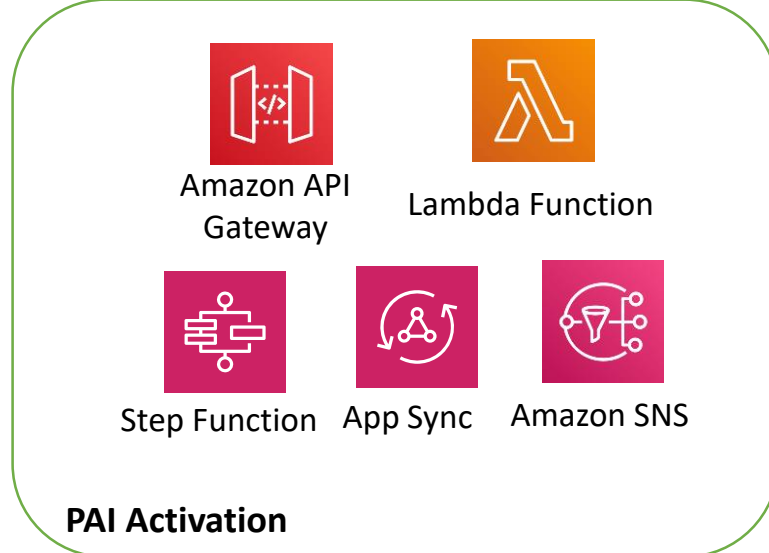 </>
Amazon API
Gateway
Lambda Function
Step Function
App Sync
Amazon SNS
PAI Activation